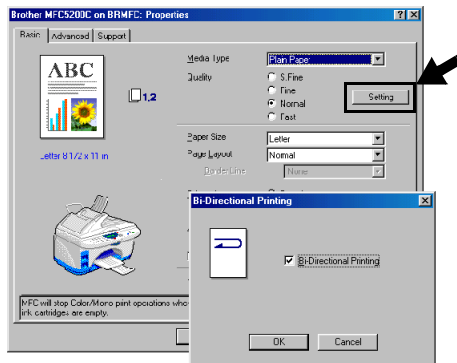 Brother MFC5200C on BRMFC: Properties
Basic Advanced Support
ABC
1,2
Letter 8 1/2 x 11 in
Media Type Plain Paper
Quality S.Fine
Fine
Normal
Fast
Setting
Paper Size Letter
Page Layout Normal
Border Line None
MFC will stop Color/Mono print operations whe
ink cartridges are empty.
Bi-Directional Printing
Bi-Directional Printing
OK Cancel